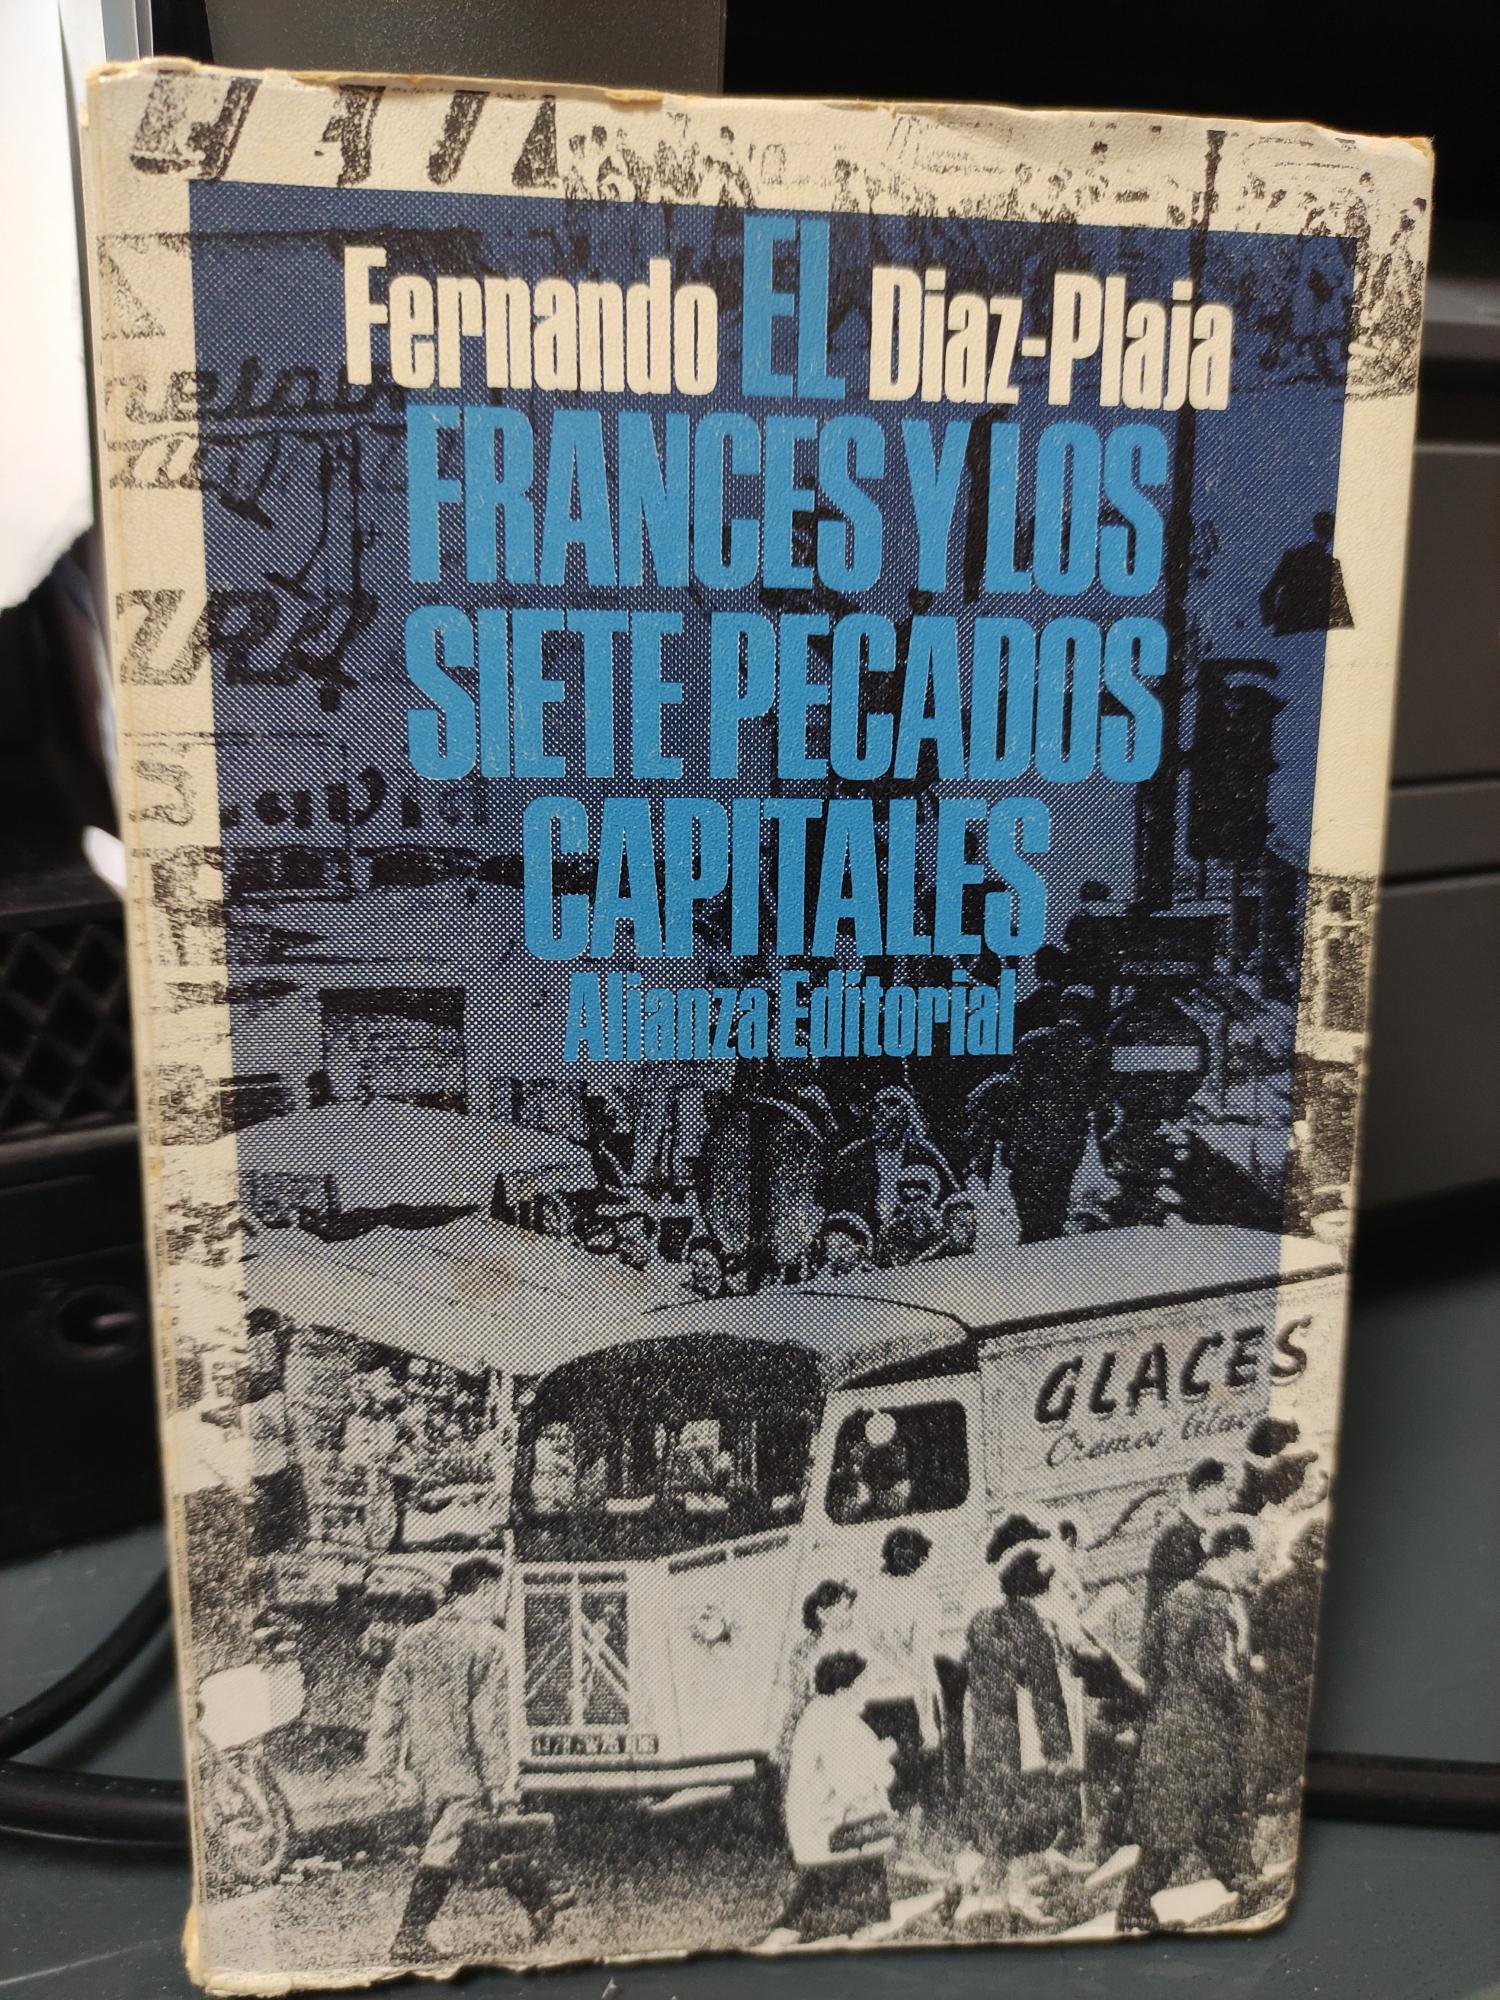 Fernando EL Diaz-Plaja
FRANCES Y LOS
SIETE PECADOS
CAPITALES
Alianza Editorial
GLACES